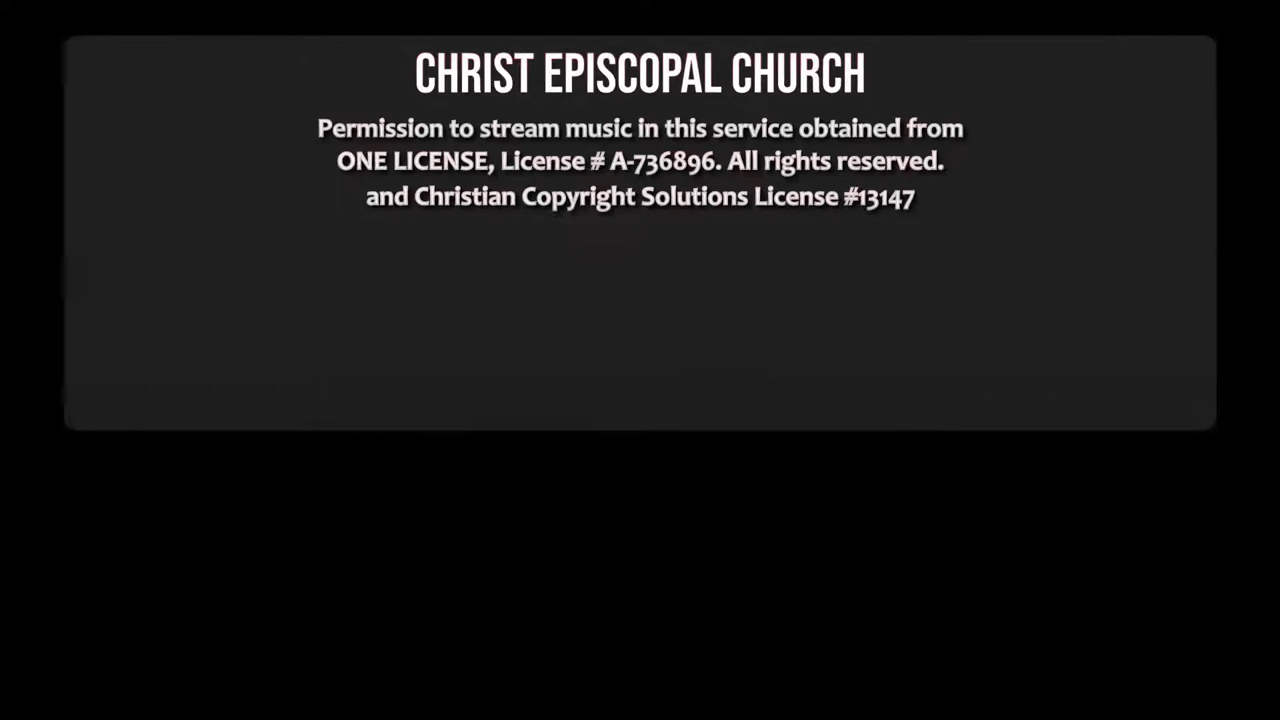 CHRIST EPISCOPAL CHURCH
Permission to stream music in this service obtained from
ONE LICENSE, License # A-736896. All rights reserved.
and Christian Copyright Solutions License #13147